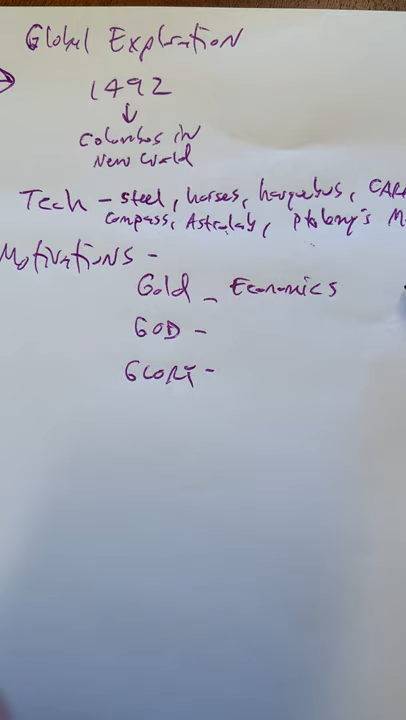 Global Exploration
1492
Columbus in
New World
Tech - steel, horses, harquebus, CARA
Compass, Astrolab, Ptolemy's M
Motivations -
Gold - Economics
GOD -
GLORY -